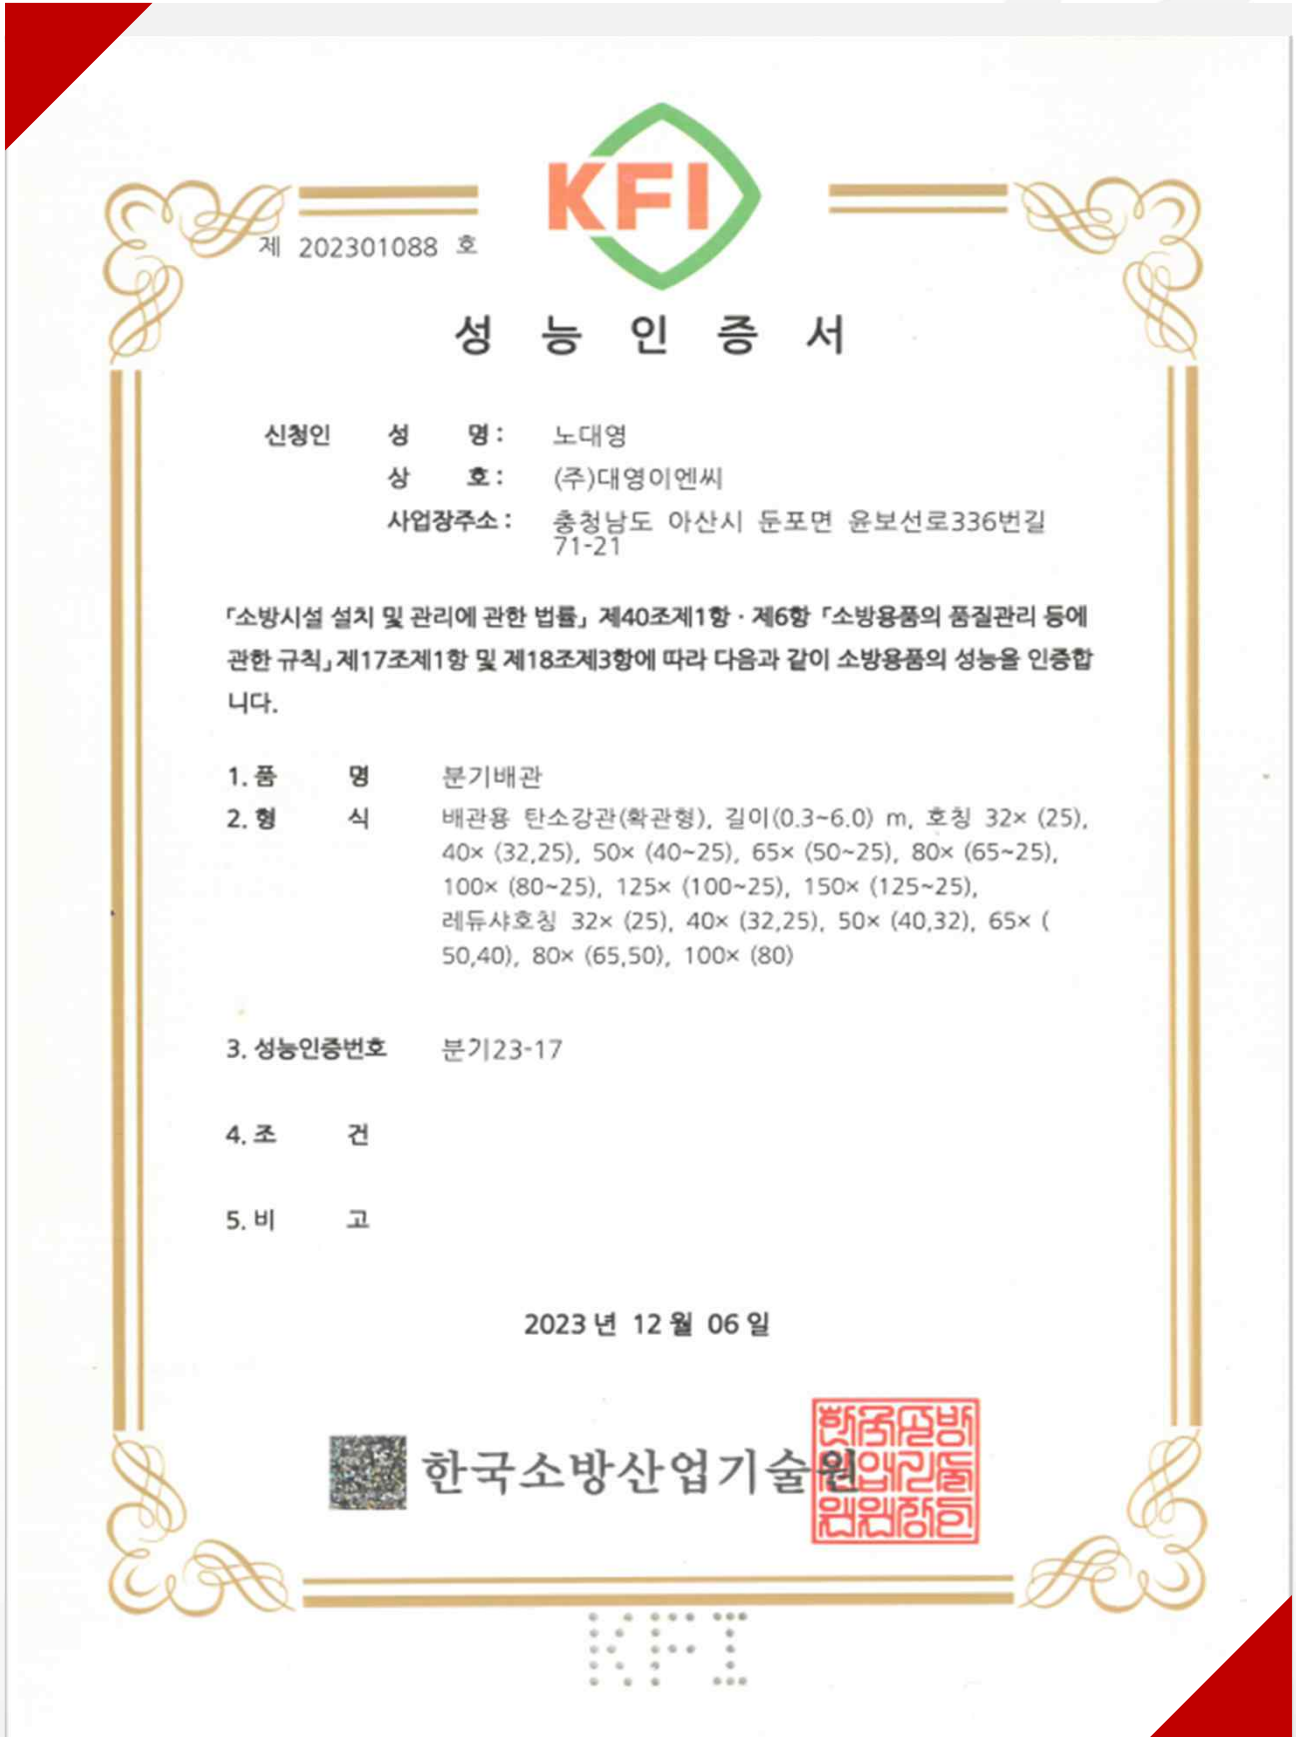 KFI
제 202301088 호
성 능 인 증 서
신청인 성 명 : 노대영
상 호 : (주)대영이엔씨
사업장주소 : 충청남도 아산시 둔포면 윤보선로336번길
71-21
「소방시설 설치 및 관리에 관한 법률」 제40조제1항 · 제6항 「소방용품의 품질관리 등에
관한 규칙」 제17조제1항 및 제18조제3항에 따라 다음과 같이 소방용품의 성능을 인증합
니다.
1. 품 명 분기배관
2. 형 식 배관용 탄소강관(확관형), 길이(0.3~6.0) m, 호칭 32× (25),
40× (32,25), 50× (40~25), 65× (50~25), 80× (65~25),
100× (80~25), 125× (100~25), 150× (125~25),
레듀샤호칭 32× (25), 40× (32,25), 50× (40,32), 65× (
50,40), 80× (65,50), 100× (80)
3. 성능인증번호 분기23-17
4. 조 건
5. 비 고
2023 년 12 월 06 일
한국소방산업기술원
KFI